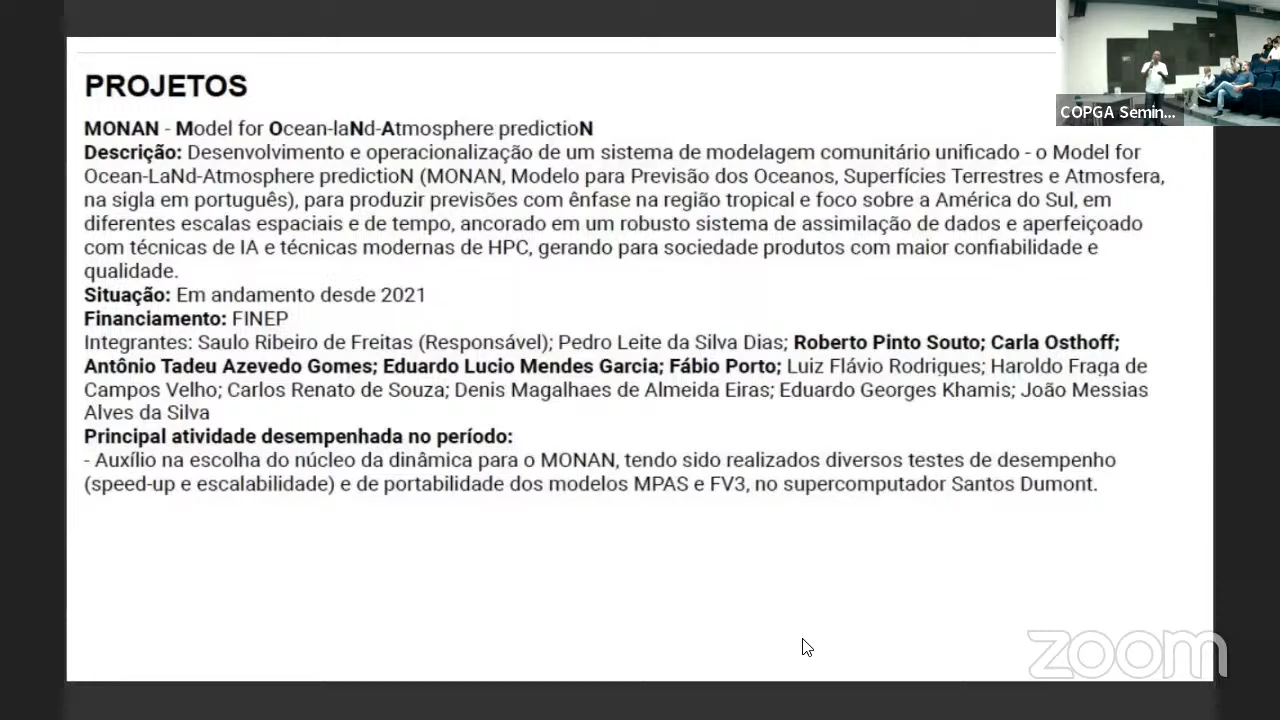 PROJETOS
MONAN - Model for Ocean-laNd-Atmosphere predictioN
Descrição: Desenvolvimento e operacionalização de um sistema de modelagem comunitário unificado - o Model for
Ocean-LaNd-Atmosphere predictioN (MONAN, Modelo para Previsão dos Oceanos, Superfícies Terrestres e Atmosfera,
na sigla em português), para produzir previsões com ênfase na região tropical e foco sobre a América do Sul, em
diferentes escalas espaciais e de tempo, ancorado em um robusto sistema de assimilação de dados e aperfeiçoado
com técnicas de IA e técnicas modernas de HPC, gerando para sociedade produtos com maior confiabilidade e
qualidade.
Situação: Em andamento desde 2021
Financiamento: FINEP
Integrantes: Saulo Ribeiro de Freitas (Responsável); Pedro Leite da Silva Dias; Roberto Pinto Souto; Carla Osthoff;
Antônio Tadeu Azevedo Gomes; Eduardo Lucio Mendes Garcia; Fábio Porto; Luiz Flávio Rodrigues; Haroldo Fraga de
Campos Velho; Carlos Renato de Souza; Denis Magalhaes de Almeida Eiras; Eduardo Georges Khamis; João Messias
Alves da Silva
Principal atividade desempenhada no período:
- Auxílio na escolha do núcleo da dinâmica para o MONAN, tendo sido realizados diversos testes de desempenho
(speed-up e escalabilidade) e de portabilidade dos modelos MPAS e FV3, no supercomputador Santos Dumont.
COPGA Semin...
zoom